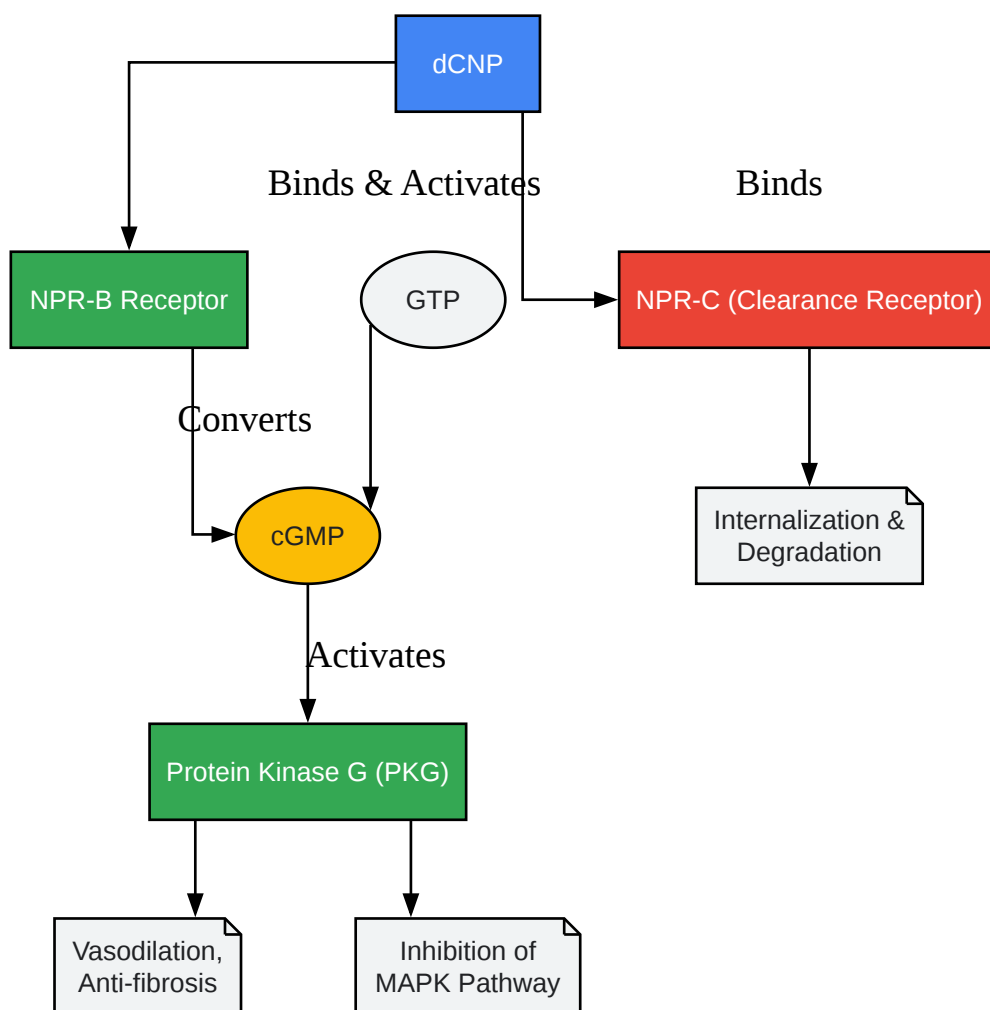 dCNP
Binds & Activates
Binds
NPR-B Receptor
GTP
NPR-C (Clearance Receptor)
Converts
cGMP
Internalization &
Degradation
Activates
Protein Kinase G (PKG)
Vasodilation,
Anti-fibrosis
Inhibition of
MAPK Pathway